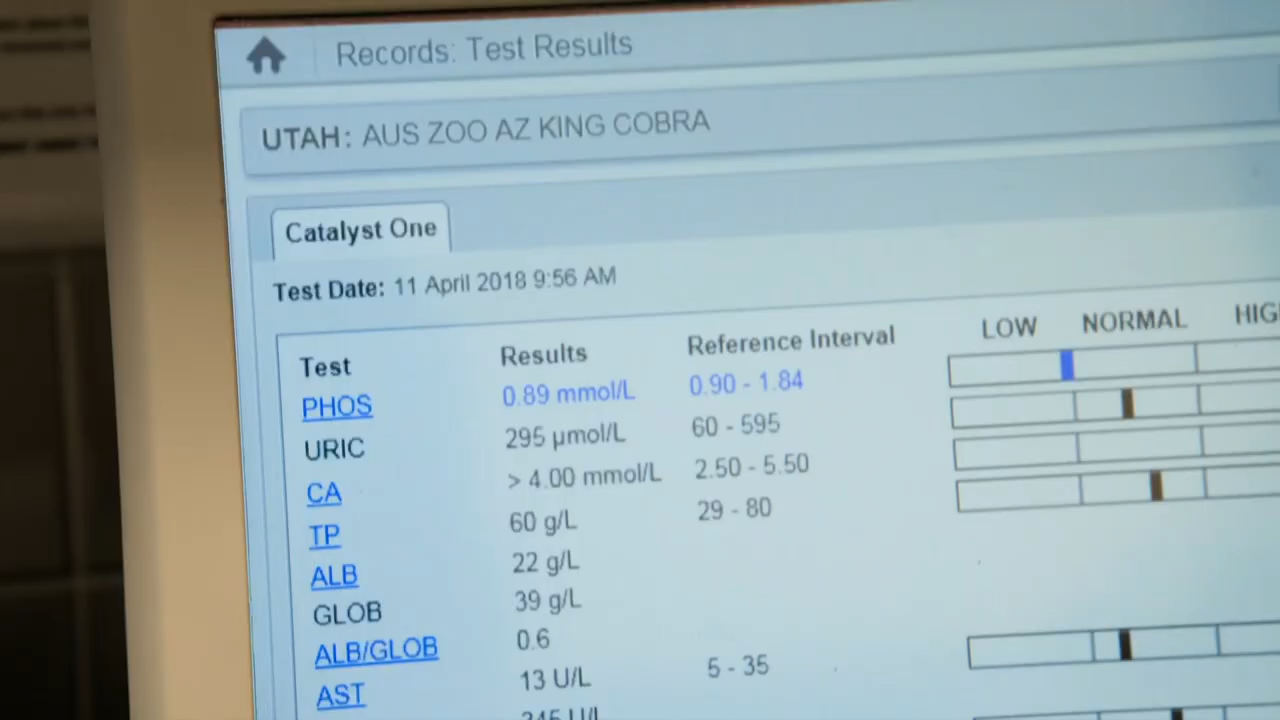 Records: Test Results
UTAH: AUS ZOO AZ KING COBRA
Catalyst One
Test Date: 11 April 2018 9:56 AM
Test Results Reference Interval LOW NORMAL
PHOS 0.89 mmol/L 0.90 - 1.84
URIC 295 µmol/L 60 - 595
CA > 4.00 mmol/L 2.50 - 5.50
TP 60 g/L 29 - 80
ALB 22 g/L
GLOB 39 g/L
ALB/GLOB 0.6
AST 13 U/L 5 - 35